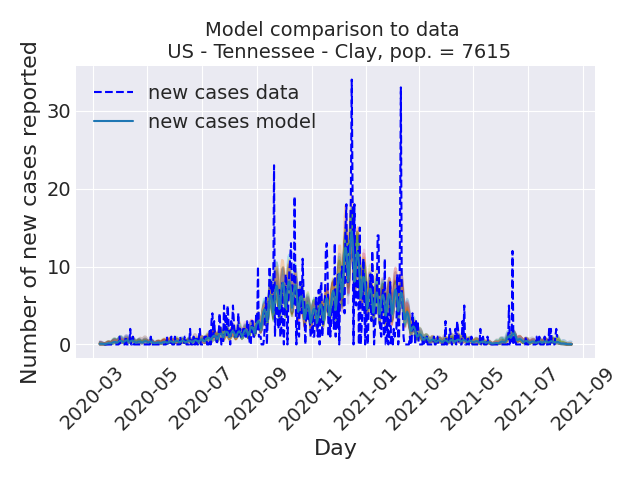 Model comparison to data
US - Tennessee - Clay, pop. = 7615
Number of new cases reported
30
20
10
0
new cases data
new cases model
2020-03
2020-05
2020-07
2020-09
2020-11
2021-01
2021-03
2021-05
2021-07
2021-09
Day